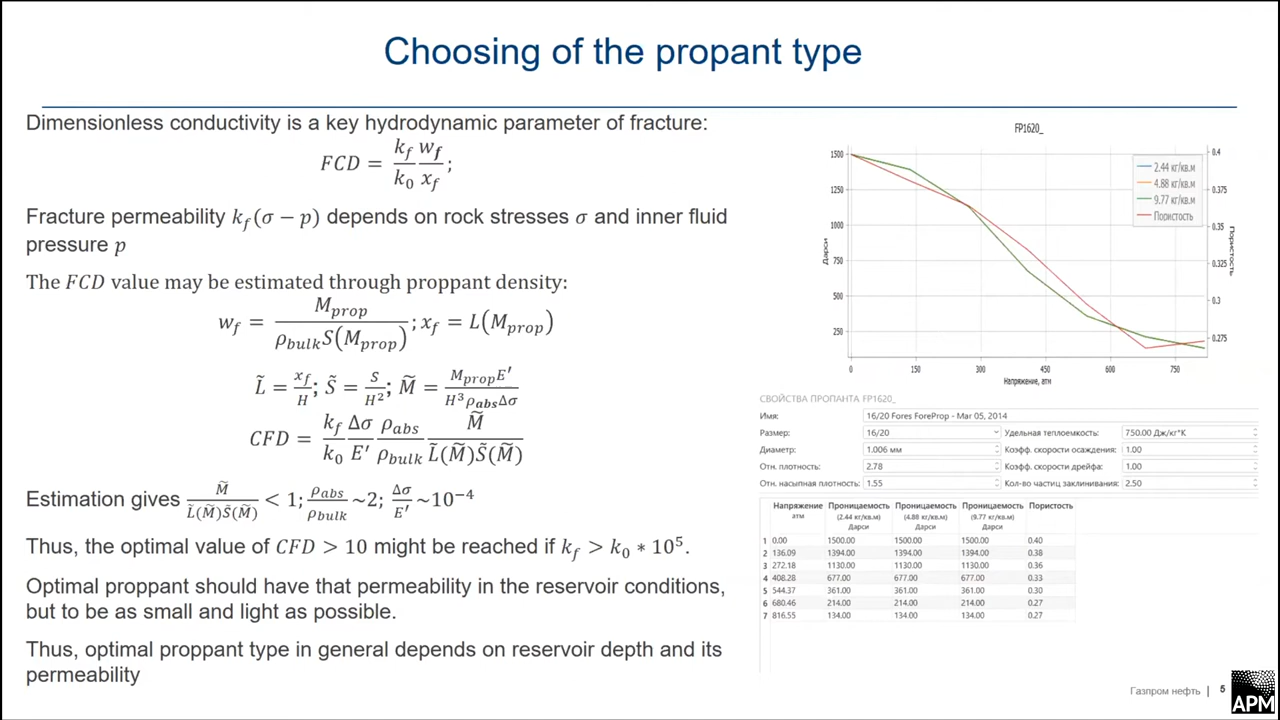 Choosing of the propant type
Dimensionless conductivity is a key hydrodynamic parameter of fracture:
FCD = k_f/k_0 w_f/x_f;
Fracture permeability k_f(σ − p) depends on rock stresses σ and inner fluid
pressure p
The FCD value may be estimated through proppant density:
w_f = M_prop/(ρ_bulk S(M_prop)); x_f = L(M_prop)
L̃ = x_f/H; S̃ = S/H²; M̃ = M_prop E′/(H³ρ_abs Δσ)
CFD = k_f/k_0 Δσ/E′ ρ_abs/ρ_bulk M̃/(L̃(M̃)S̃(M̃))
Estimation gives M̃/(L̃(M̃)S̃(M̃)) < 1; ρ_abs/ρ_bulk ~2; Δσ/E′ ~10⁻⁴
Thus, the optimal value of CFD > 10 might be reached if k_f > k_0 ∗ 10⁵.
Optimal proppant should have that permeability in the reservoir conditions,
but to be as small and light as possible.
Thus, optimal proppant type in general depends on reservoir depth and its
permeability
FP1620_
1500
1250
1000
750
500
250
Дарси
0 150 300 450 600 750
Напряжение, атм
0.4
0.375
0.35
0.325
0.3
0.275
Пористость
2.44 кг/кв.м
4.88 кг/кв.м
9.77 кг/кв.м
Пористость
СВОЙСТВА ПРОПАНТА FP1620_
Имя: 16/20 Fores ForeProp - Mar 05, 2014
Размер: 16/20 Удельная теплоемкость: 750.00 Дж/кг*K
Диаметр: 1.006 мм Коэфф. скорости осаждения: 1.00
Отн. плотность: 2.78 Коэфф. скорости дрейфа: 1.00
Отн. насыпная плотность: 1.55 Кол-во частиц заклинивания: 2.50
Напряжение Проницаемость Проницаемость Проницаемость Пористость
атм (2.44 кг/кв.м) (4.88 кг/кв.м) (9.77 кг/кв.м)
Дарси Дарси Дарси
1 0.00 1500.00 1500.00 1500.00 0.40
2 136.09 1394.00 1394.00 1394.00 0.38
3 272.18 1130.00 1130.00 1130.00 0.36
4 408.28 677.00 677.00 677.00 0.33
5 544.37 361.00 361.00 361.00 0.30
6 680.46 214.00 214.00 214.00 0.27
7 816.55 134.00 134.00 134.00 0.27
Газпром нефть | 5
APM